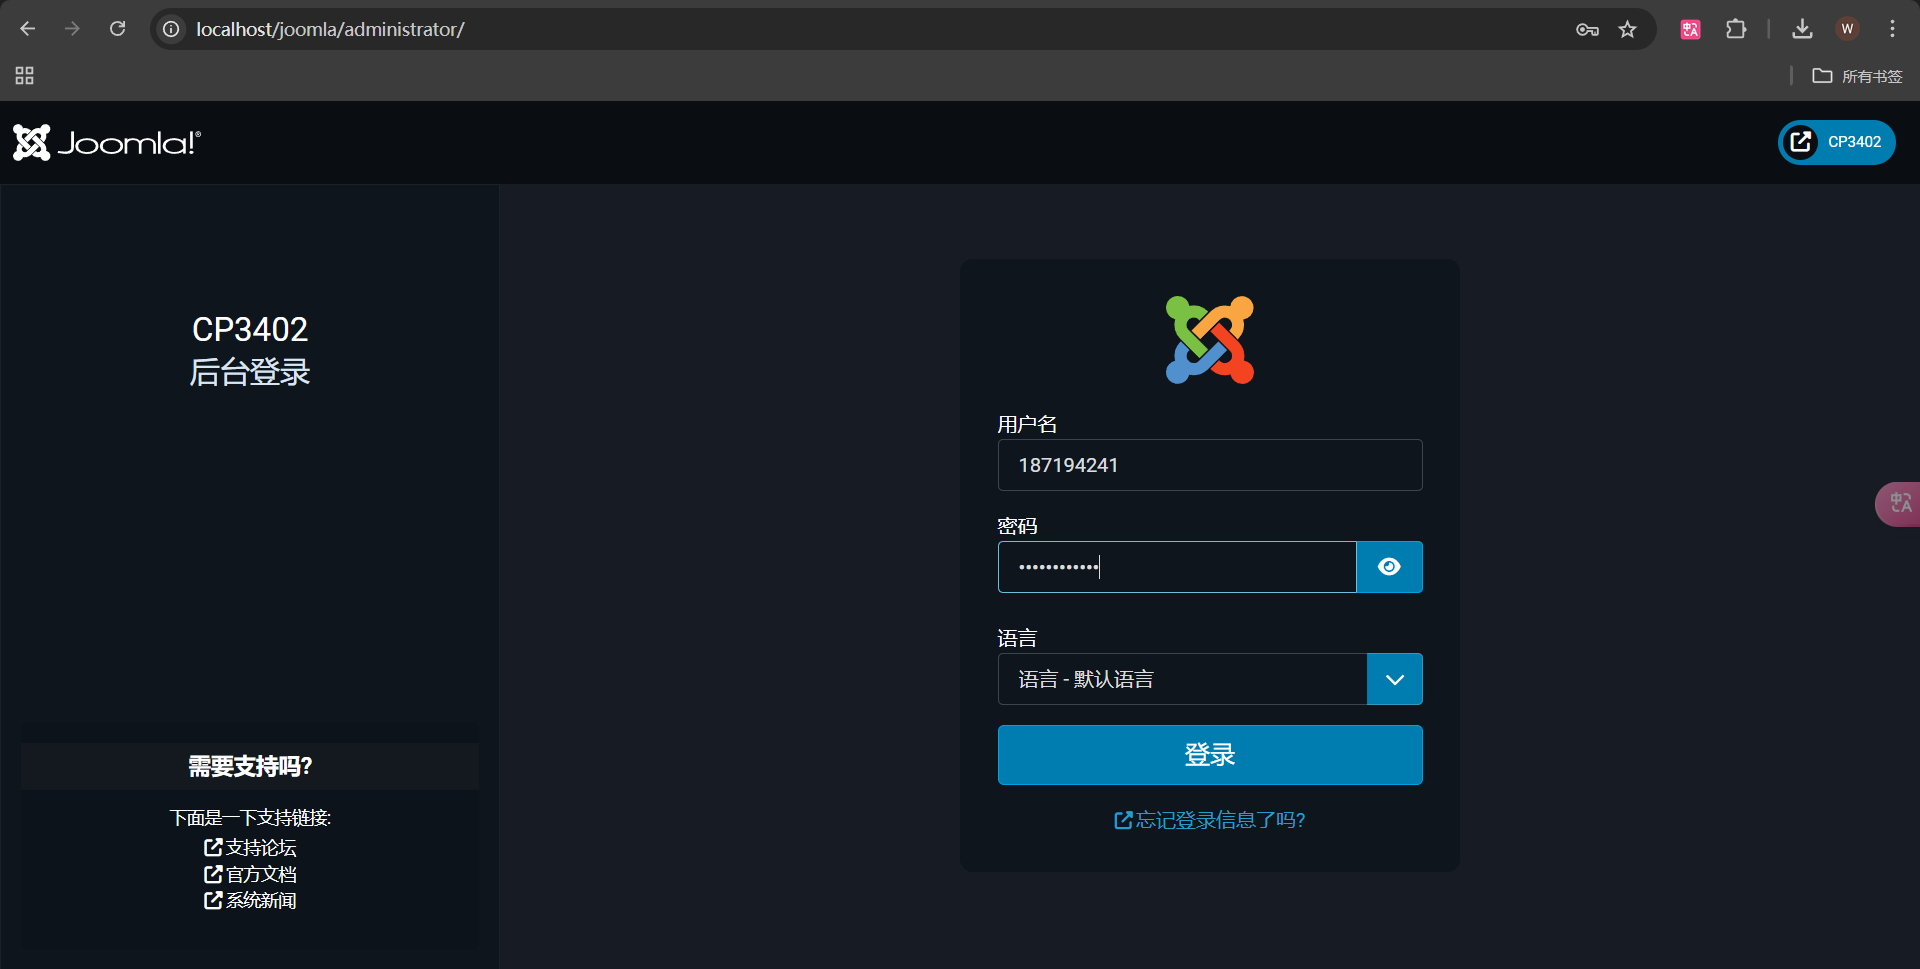 localhost/joomla/administrator/
W
所有书签
Joomla!®
CP3402
CP3402
后台登录
用户名
187194241
密码
••••••••••••
语言
语言 - 默认语言
登录
忘记登录信息了吗?
需要支持吗?
下面是一下支持链接:
支持论坛
官方文档
系统新闻